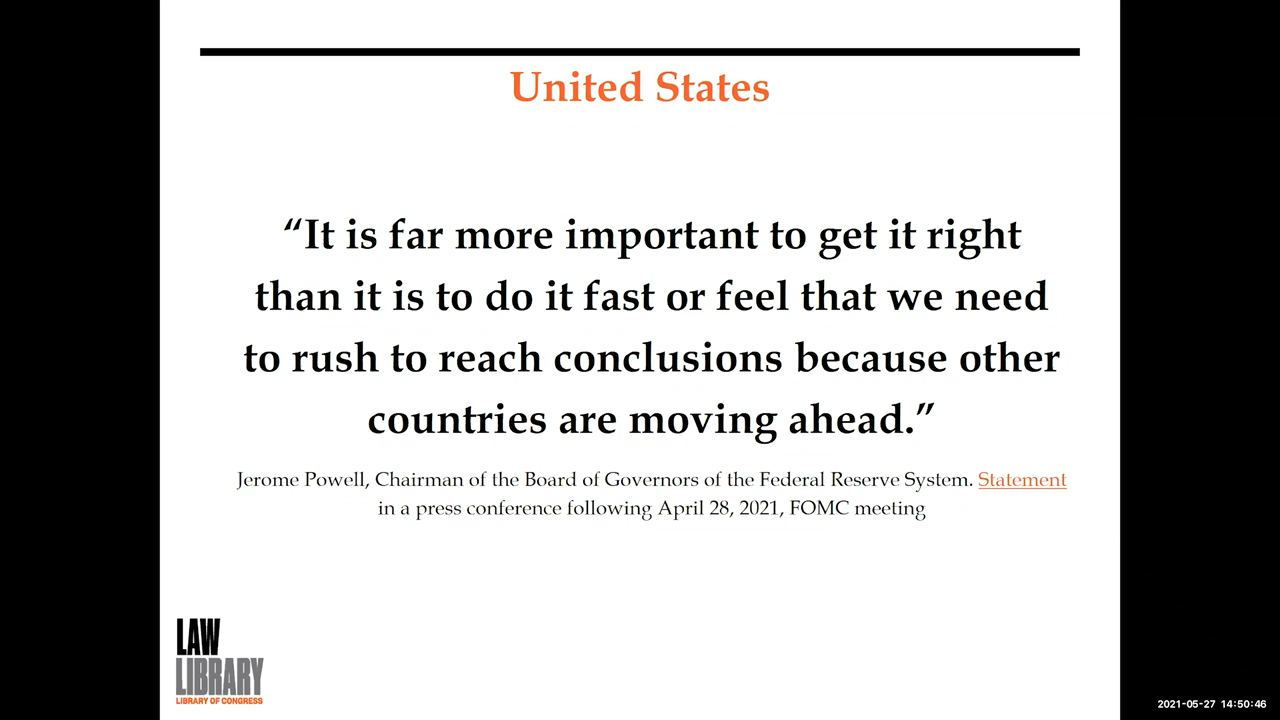 United States
“It is far more important to get it right
than it is to do it fast or feel that we need
to rush to reach conclusions because other
countries are moving ahead.”
Jerome Powell, Chairman of the Board of Governors of the Federal Reserve System. Statement
in a press conference following April 28, 2021, FOMC meeting
LAW
LIBRARY
LIBRARY OF CONGRESS
2021-05-27 14:50:46